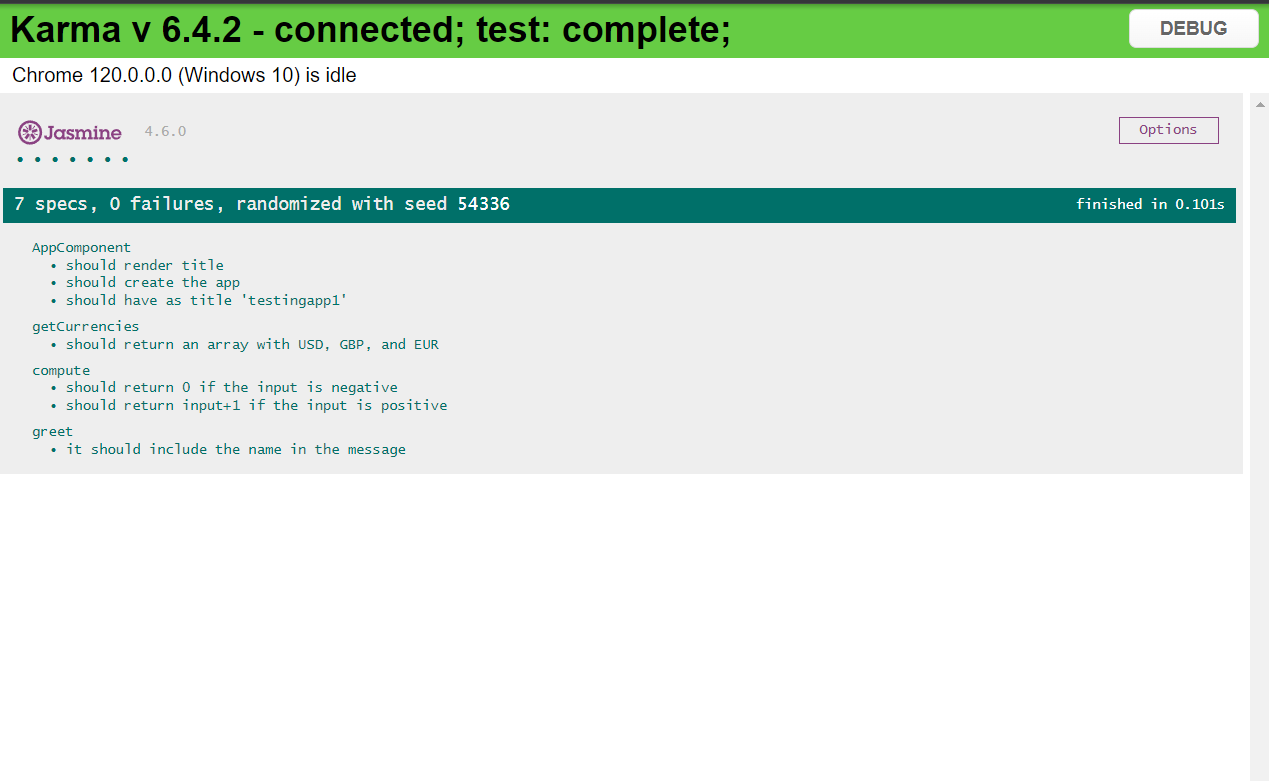 Karma v 6.4.2 - connected; test: complete;
DEBUG
Chrome 120.0.0.0 (Windows 10) is idle
Jasmine 4.6.0
Options
• • • • • • •
7 specs, 0 failures, randomized with seed 54336
finished in 0.101s
AppComponent
• should render title
• should create the app
• should have as title 'testingapp1'
getCurrencies
• should return an array with USD, GBP, and EUR
compute
• should return 0 if the input is negative
• should return input+1 if the input is positive
greet
• it should include the name in the message